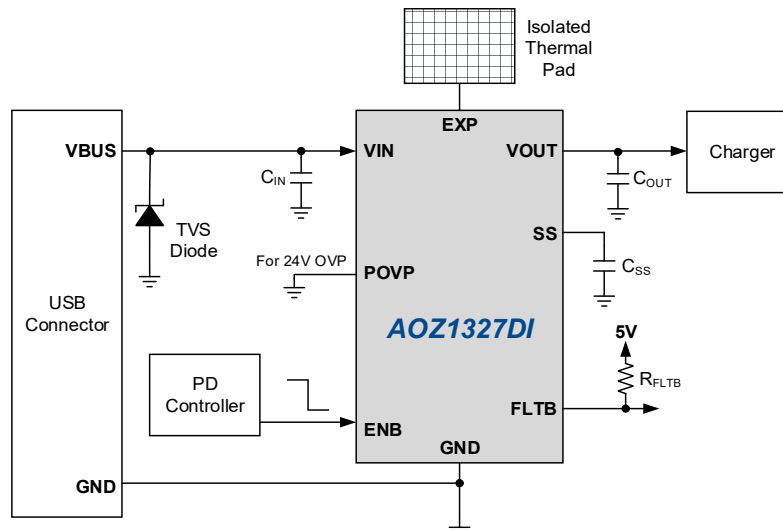 Isolated
Thermal
Pad
EXP
VBUS
VIN
VOUT
Charger
CIN
COUT
TVS
Diode
SS
For 24V OVP
POVP
CSS
USB
Connector
AOZ1327DI
5V
PD
Controller
RFLTB
ENB
FLTB
GND
GND